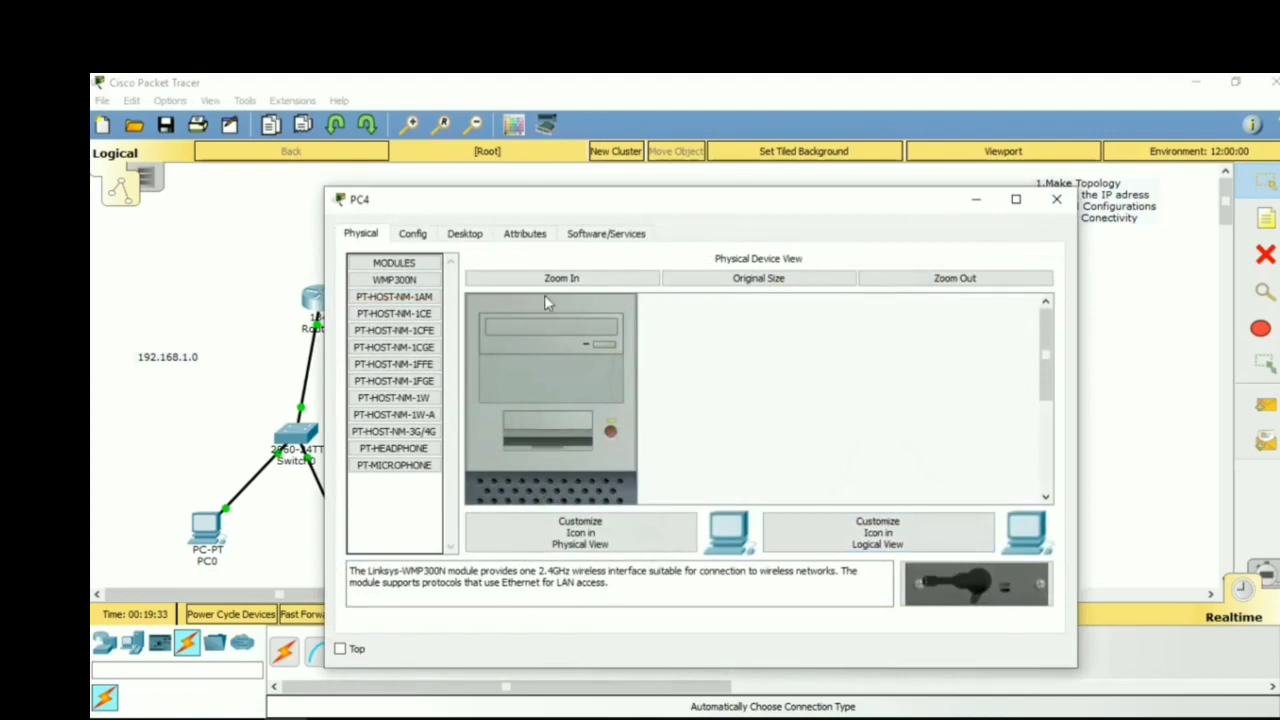 Cisco Packet Tracer
File Edit Options View Tools Extensions Help
Logical
Back
[Root]
New Cluster
Move Object
Set Tiled Background
Viewport
Environment: 12:00:00
1.Make Topology
the IP adress
Configurations
Conectivity
PC4
Physical Config Desktop Attributes Software/Services
MODULES
WMP300N
PT-HOST-NM-1AM
PT-HOST-NM-1CE
PT-HOST-NM-1CFE
PT-HOST-NM-1CGE
PT-HOST-NM-1FFE
PT-HOST-NM-1FGE
PT-HOST-NM-1W
PT-HOST-NM-1W-A
PT-HOST-NM-3G/4G
PT-HEADPHONE
PT-MICROPHONE
Physical Device View
Zoom In
Original Size
Zoom Out
Customize
Icon in
Physical View
Customize
Icon in
Logical View
The Linksys-WMP300N module provides one 2.4GHz wireless interface suitable for connection to wireless networks. The
module supports protocols that use Ethernet for LAN access.
Top
192.168.1.0
Switch0
PC-PT
PC0
Time: 00:19:33
Power Cycle Devices
Fast Forwa
Realtime
Automatically Choose Connection Type